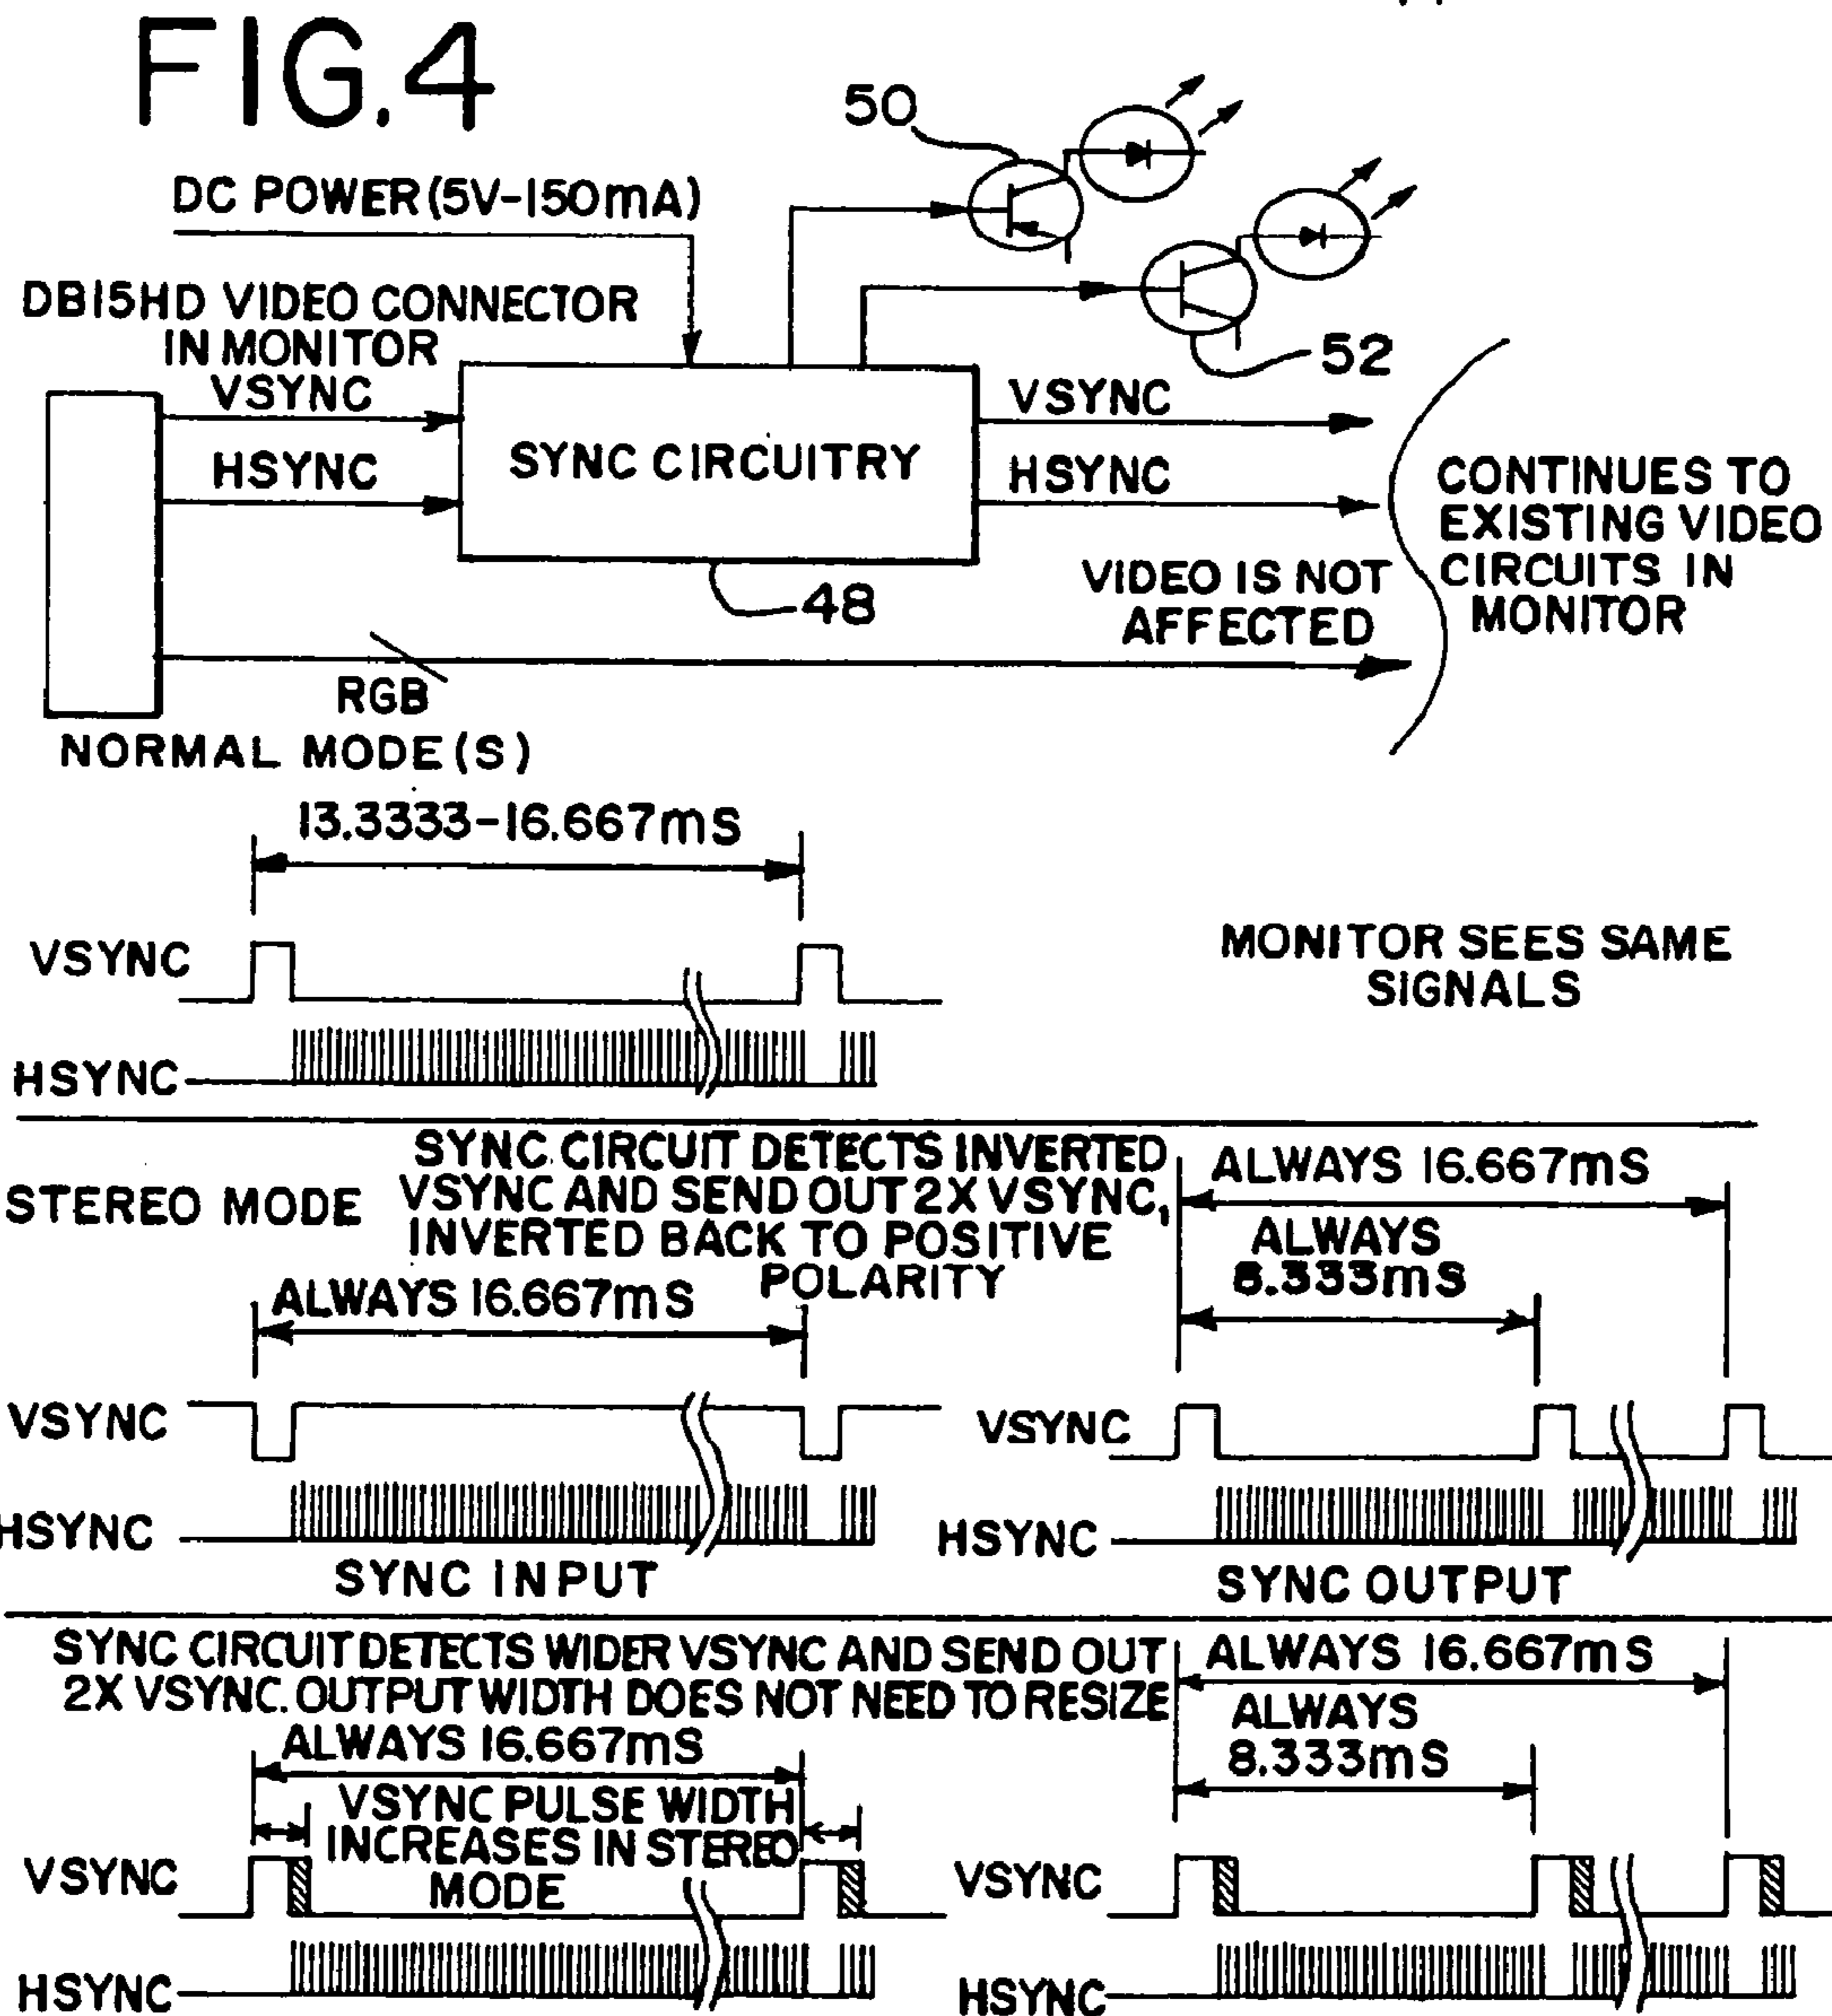 FIG.4
50
DC POWER (5V-150mA)
DB15HD VIDEO CONNECTOR
IN MONITOR
52
VSYNC
VSYNC
HSYNC
SYNC CIRCUITRY
HSYNC
CONTINUES TO
EXISTING VIDEO
CIRCUITS IN
MONITOR
48
VIDEO IS NOT
AFFECTED
RGB
NORMAL MODE(S)
13.3333-16.667mS
VSYNC
MONITOR SEES SAME
SIGNALS
HSYNC
STEREO MODE
SYNC CIRCUIT DETECTS INVERTED
VSYNC AND SEND OUT 2X VSYNC,
INVERTED BACK TO POSITIVE
POLARITY
ALWAYS 16.667mS
ALWAYS
8.333mS
ALWAYS 16.667mS
VSYNC
VSYNC
HSYNC
HSYNC
SYNC INPUT
SYNC OUTPUT
SYNC CIRCUIT DETECTS WIDER VSYNC AND SEND OUT
2X VSYNC. OUTPUT WIDTH DOES NOT NEED TO RESIZE
ALWAYS 16.667mS
ALWAYS
8.333mS
ALWAYS 16.667mS
VSYNC PULSE WIDTH
INCREASES IN STEREO
MODE
VSYNC
VSYNC
HSYNC
HSYNC